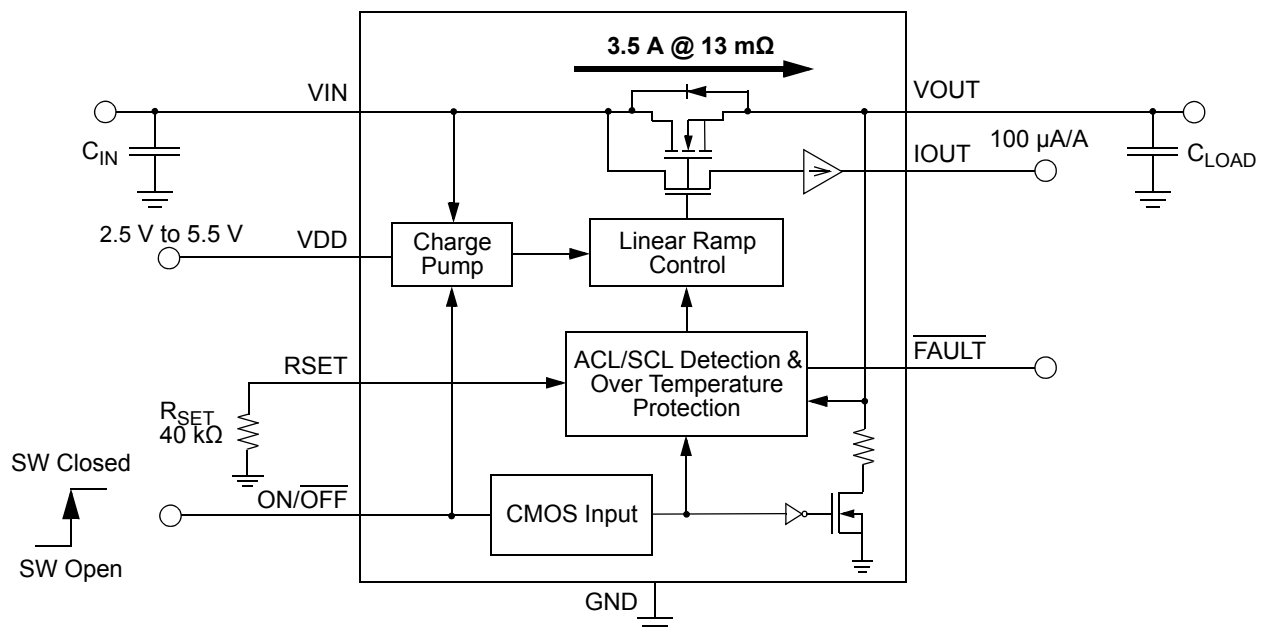 3.5 A @ 13 mΩ
VIN
VOUT
C_IN
100 µA/A
IOUT
C_LOAD
2.5 V to 5.5 V
VDD
Charge
Pump
Linear Ramp
Control
RSET
ACL/SCL Detection &
Over Temperature
Protection
FAULT
R_SET
40 kΩ
SW Closed
ON/OFF
CMOS Input
SW Open
GND